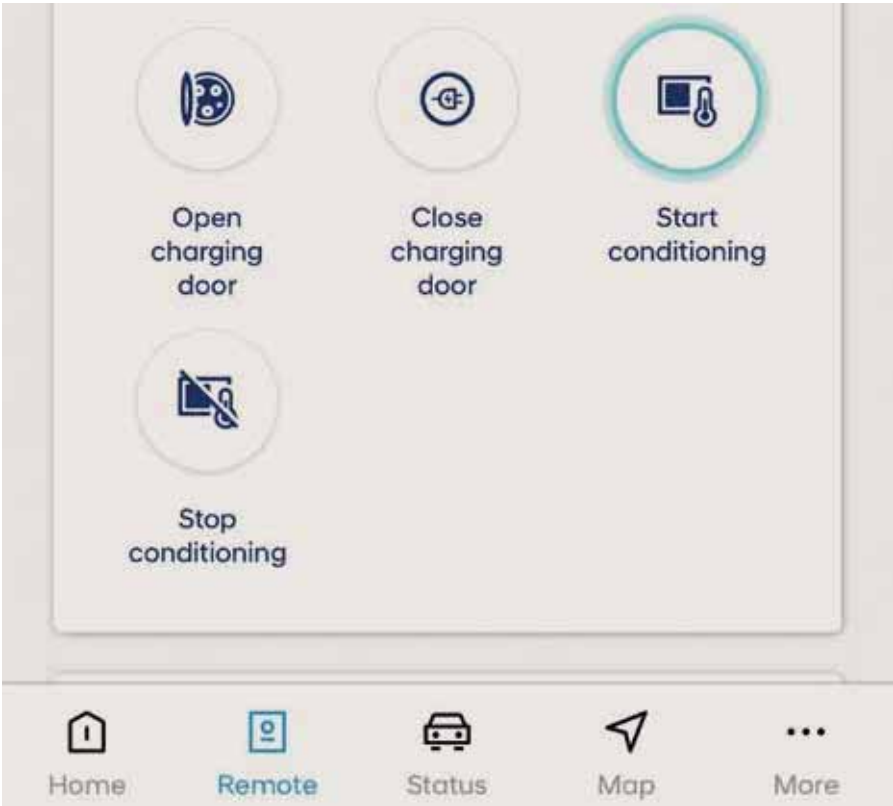 Open
charging
door
Close
charging
door
Start
conditioning
Stop
conditioning
Home
Remote
Status
Map
More